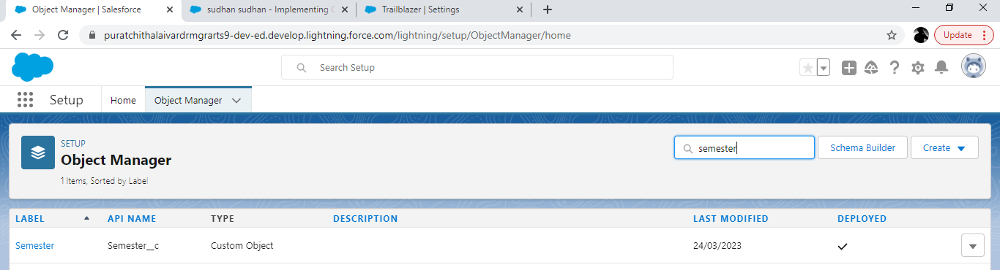 Object Manager | Salesforce
sudhan sudhan - Implementing
Trailblazer | Settings
puratchithalaivardrmgrarts9-dev-ed.develop.lightning.force.com/lightning/setup/ObjectManager/home
Update
Search Setup
Setup
Home
Object Manager
SETUP
Object Manager
1 Items, Sorted by Label
semester
Schema Builder
Create
LABEL API NAME TYPE DESCRIPTION LAST MODIFIED DEPLOYED
Semester Semester__c Custom Object 24/03/2023